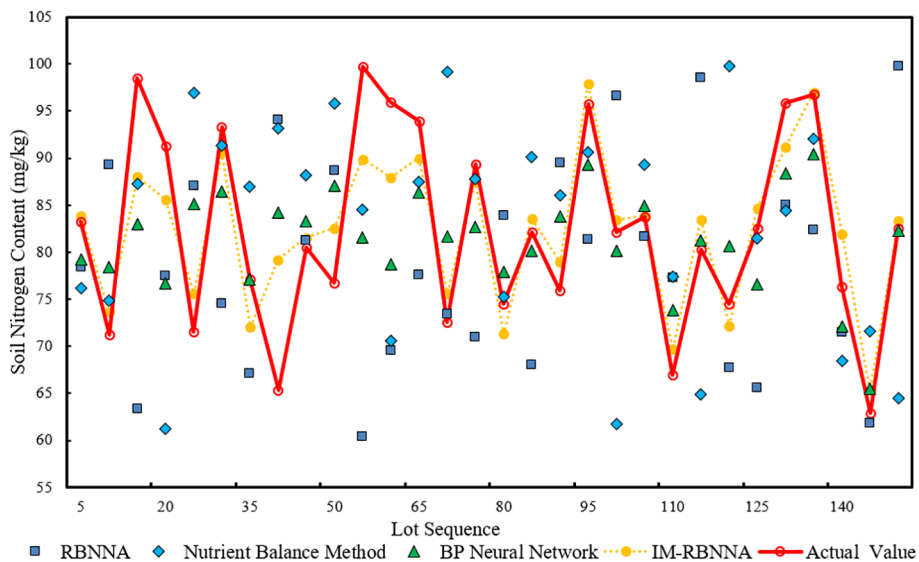 Soil Nitrogen Content (mg/kg)
105
100
95
90
85
80
75
70
65
60
55
5 20 35 50 65 80 95 110 125 140
Lot Sequence
RBNNA Nutrient Balance Method BP Neural Network IM-RBNNA Actual Value